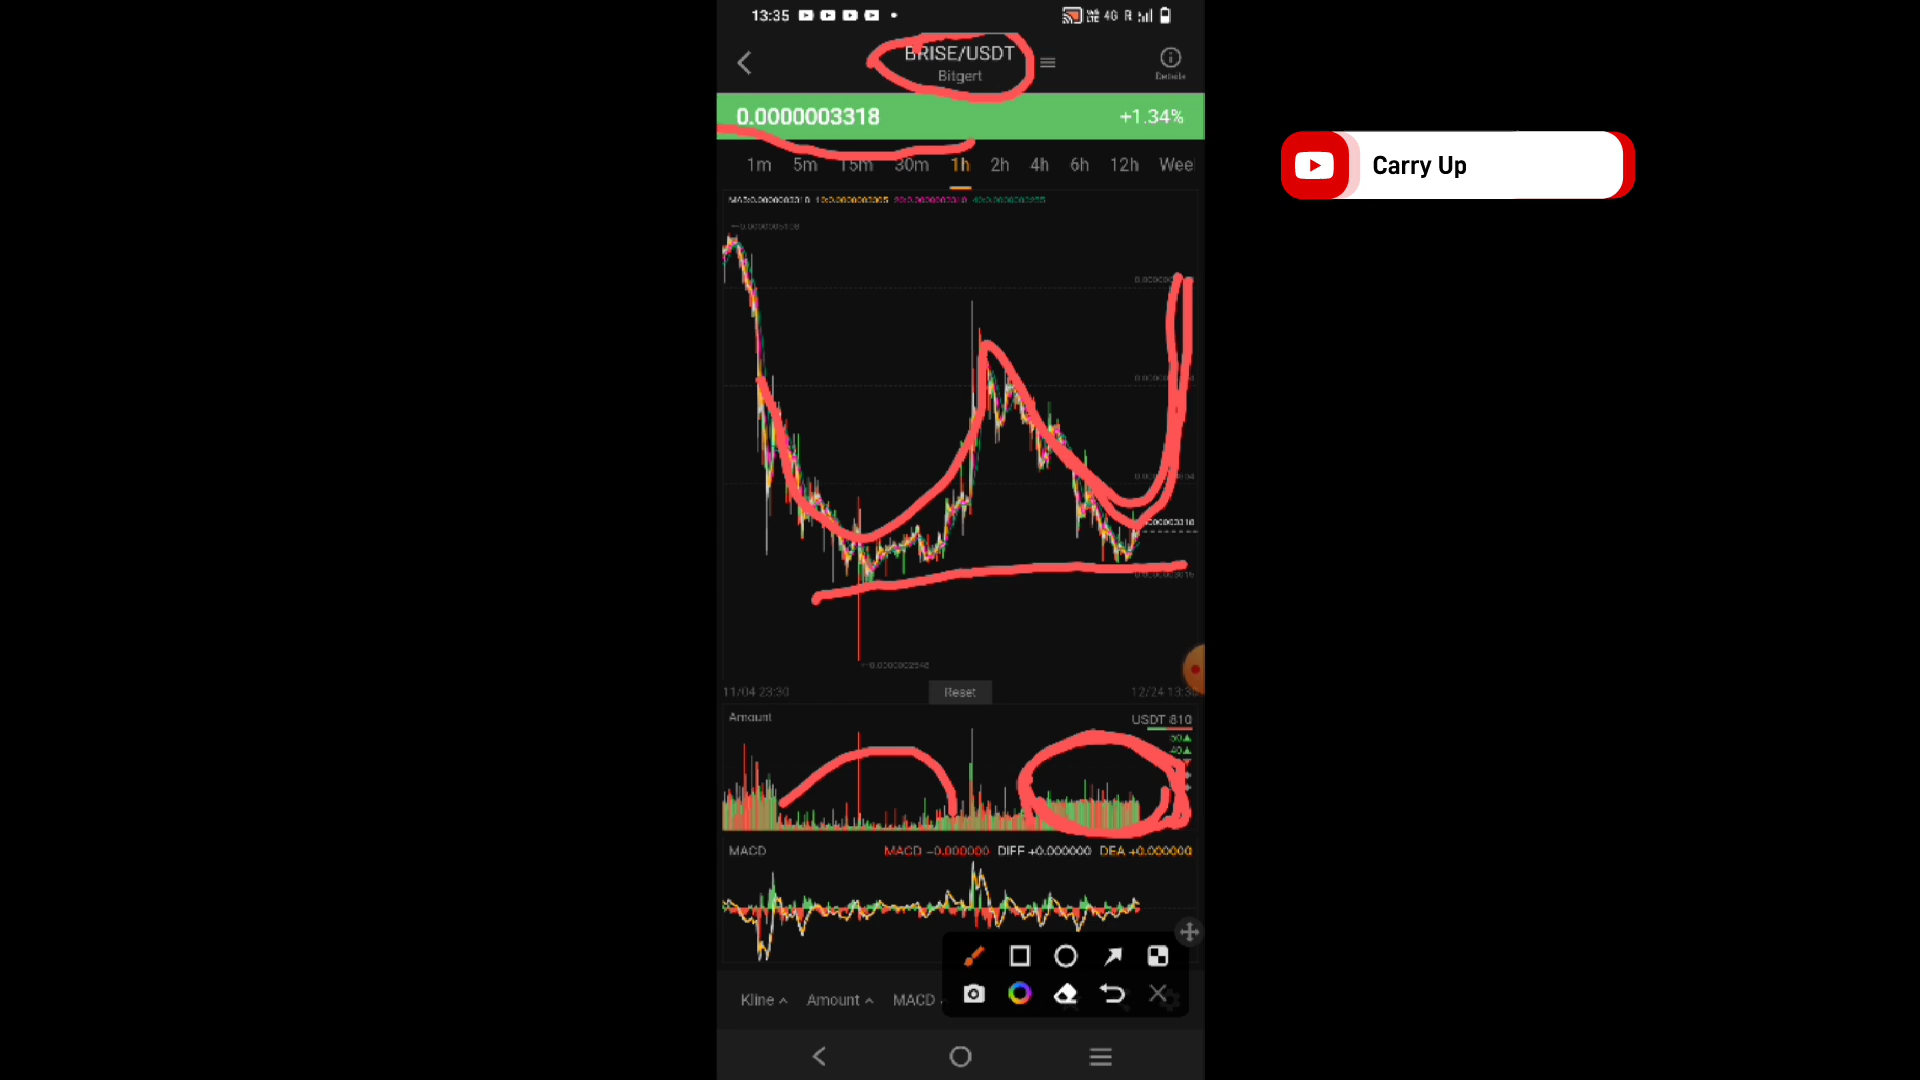 13:35
4G R
BRISE/USDT
Bitgert
Details
0.0000003318 +1.34%
1m 5m 15m 30m 1h 2h 4h 6h 12h Wee
Carry Up
11/04 23:30 Reset
Amount USDT 810
MACD MACD -0.000000 DIFF +0.000000 DEA +0.000000
Kline Amount MACD